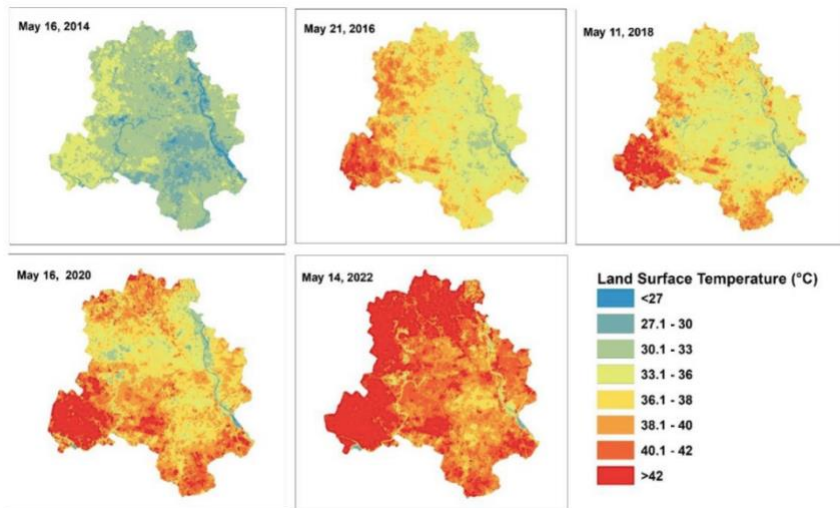 May 16, 2014
May 21, 2016
May 11, 2018
May 16, 2020
May 14, 2022
Land Surface Temperature (°C)
<27
27.1 - 30
30.1 - 33
33.1 - 36
36.1 - 38
38.1 - 40
40.1 - 42
>42